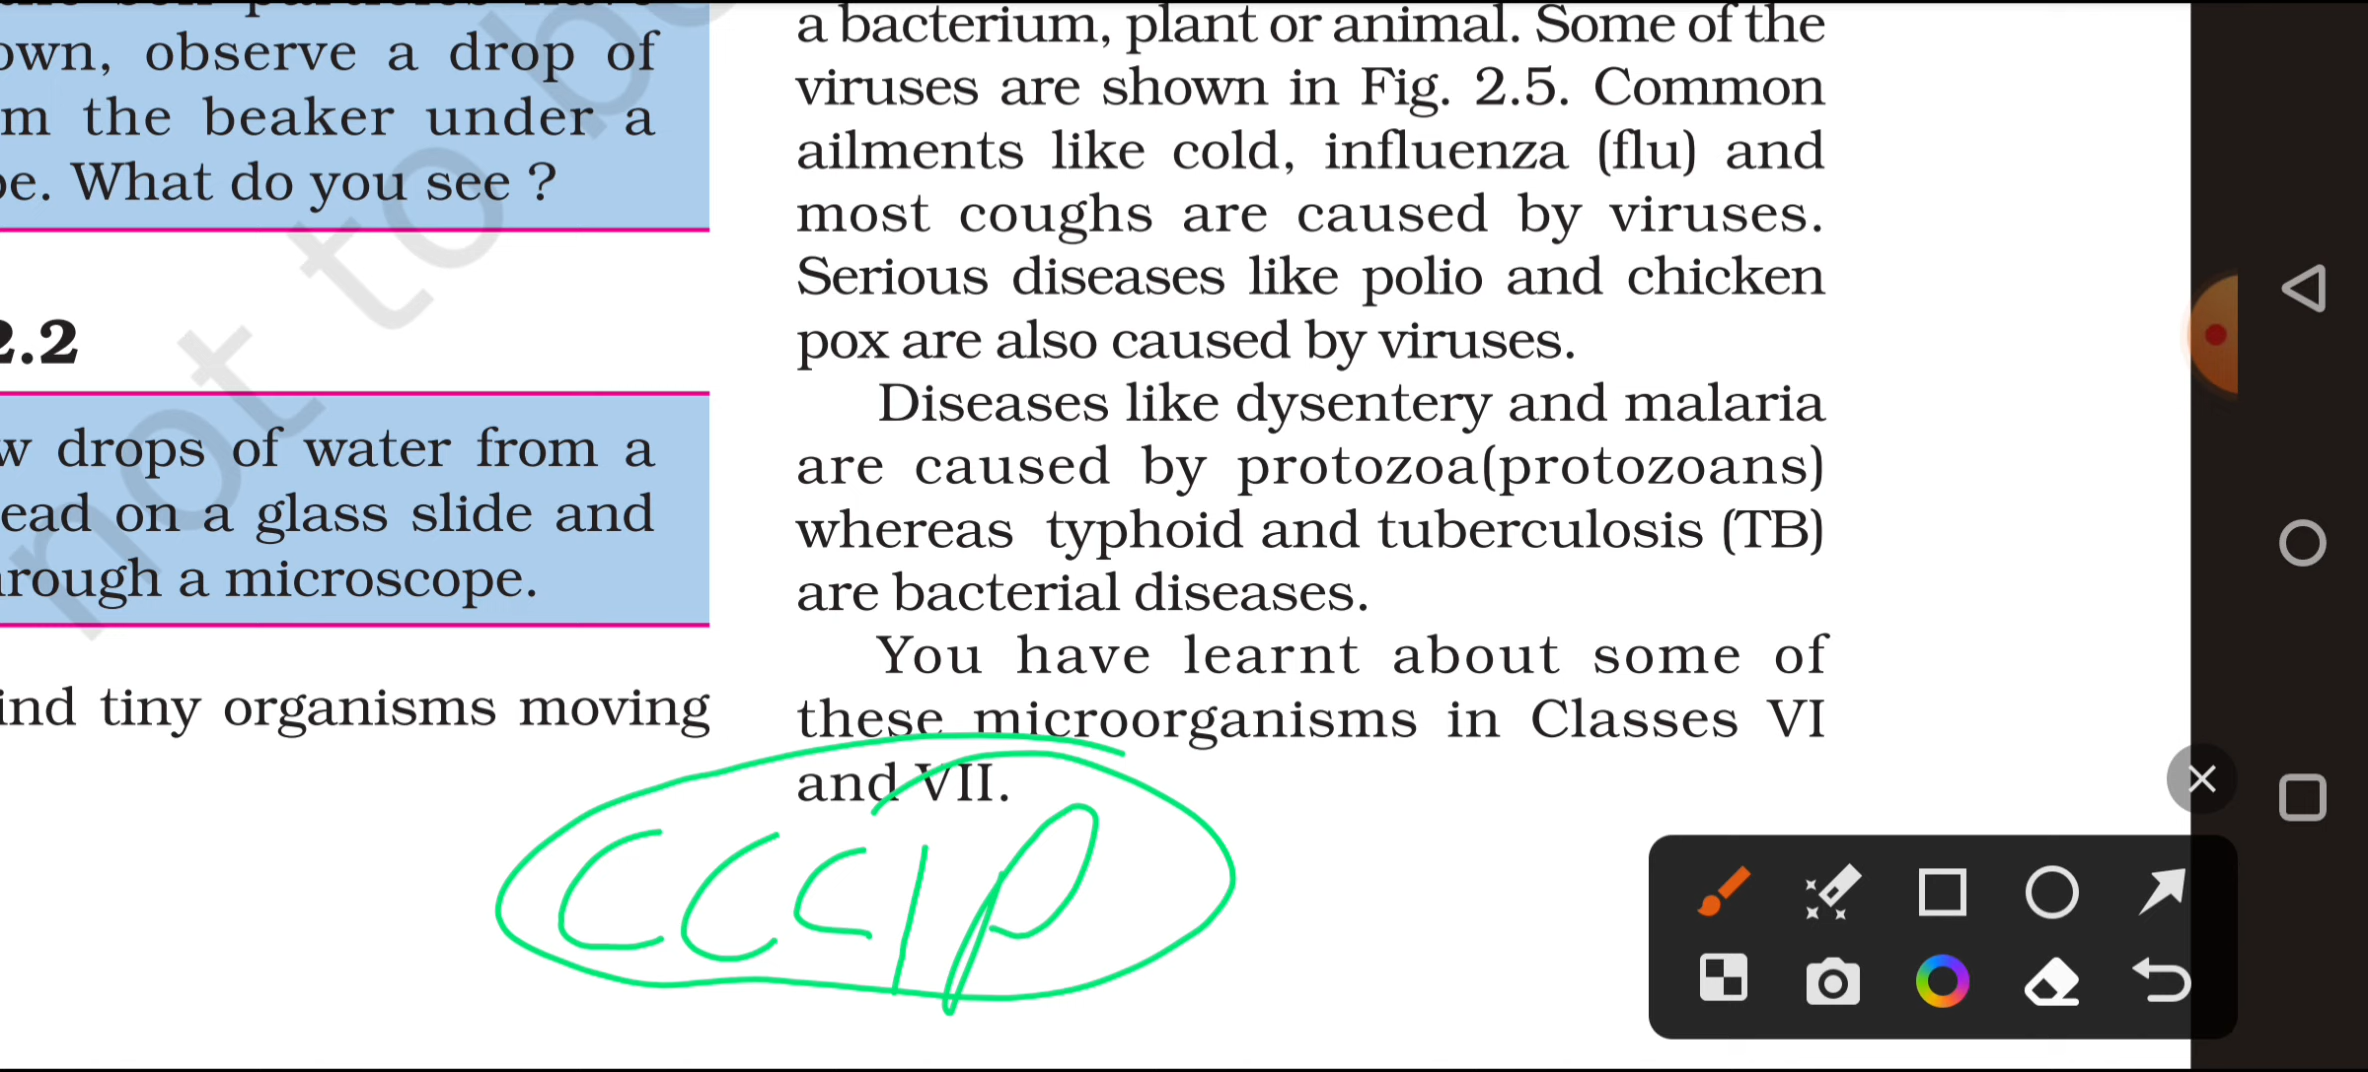 own, observe a drop of
m the beaker under a
e. What do you see ?
2.2
w drops of water from a
ead on a glass slide and
rough a microscope.
ind tiny organisms moving
a bacterium, plant or animal. Some of the
viruses are shown in Fig. 2.5. Common
ailments like cold, influenza (flu) and
most coughs are caused by viruses.
Serious diseases like polio and chicken
pox are also caused by viruses.
Diseases like dysentery and malaria
are caused by protozoa(protozoans)
whereas typhoid and tuberculosis (TB)
are bacterial diseases.
You have learnt about some of
these microorganisms in Classes VI
and VII.
CCCIP
not to b